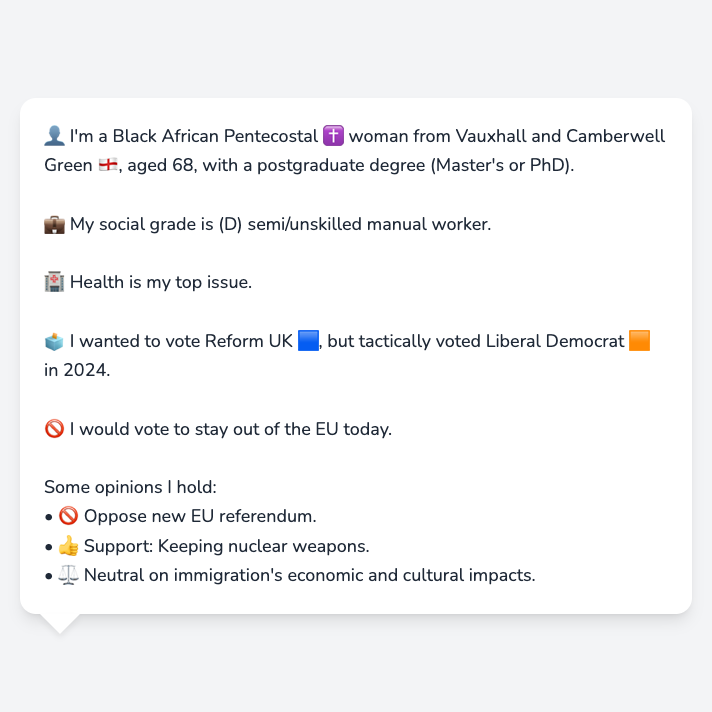 👤 I'm a Black African Pentecostal ✝️ woman from Vauxhall and Camberwell
Green 🏴󠁧󠁢󠁥󠁮󠁧󠁿, aged 68, with a postgraduate degree (Master's or PhD).
💼 My social grade is (D) semi/unskilled manual worker.
🏥 Health is my top issue.
🗳️ I wanted to vote Reform UK 🟦, but tactically voted Liberal Democrat 🟧
in 2024.
🚫 I would vote to stay out of the EU today.
Some opinions I hold:
• 🚫 Oppose new EU referendum.
• 👍 Support: Keeping nuclear weapons.
• ⚖️ Neutral on immigration's economic and cultural impacts.